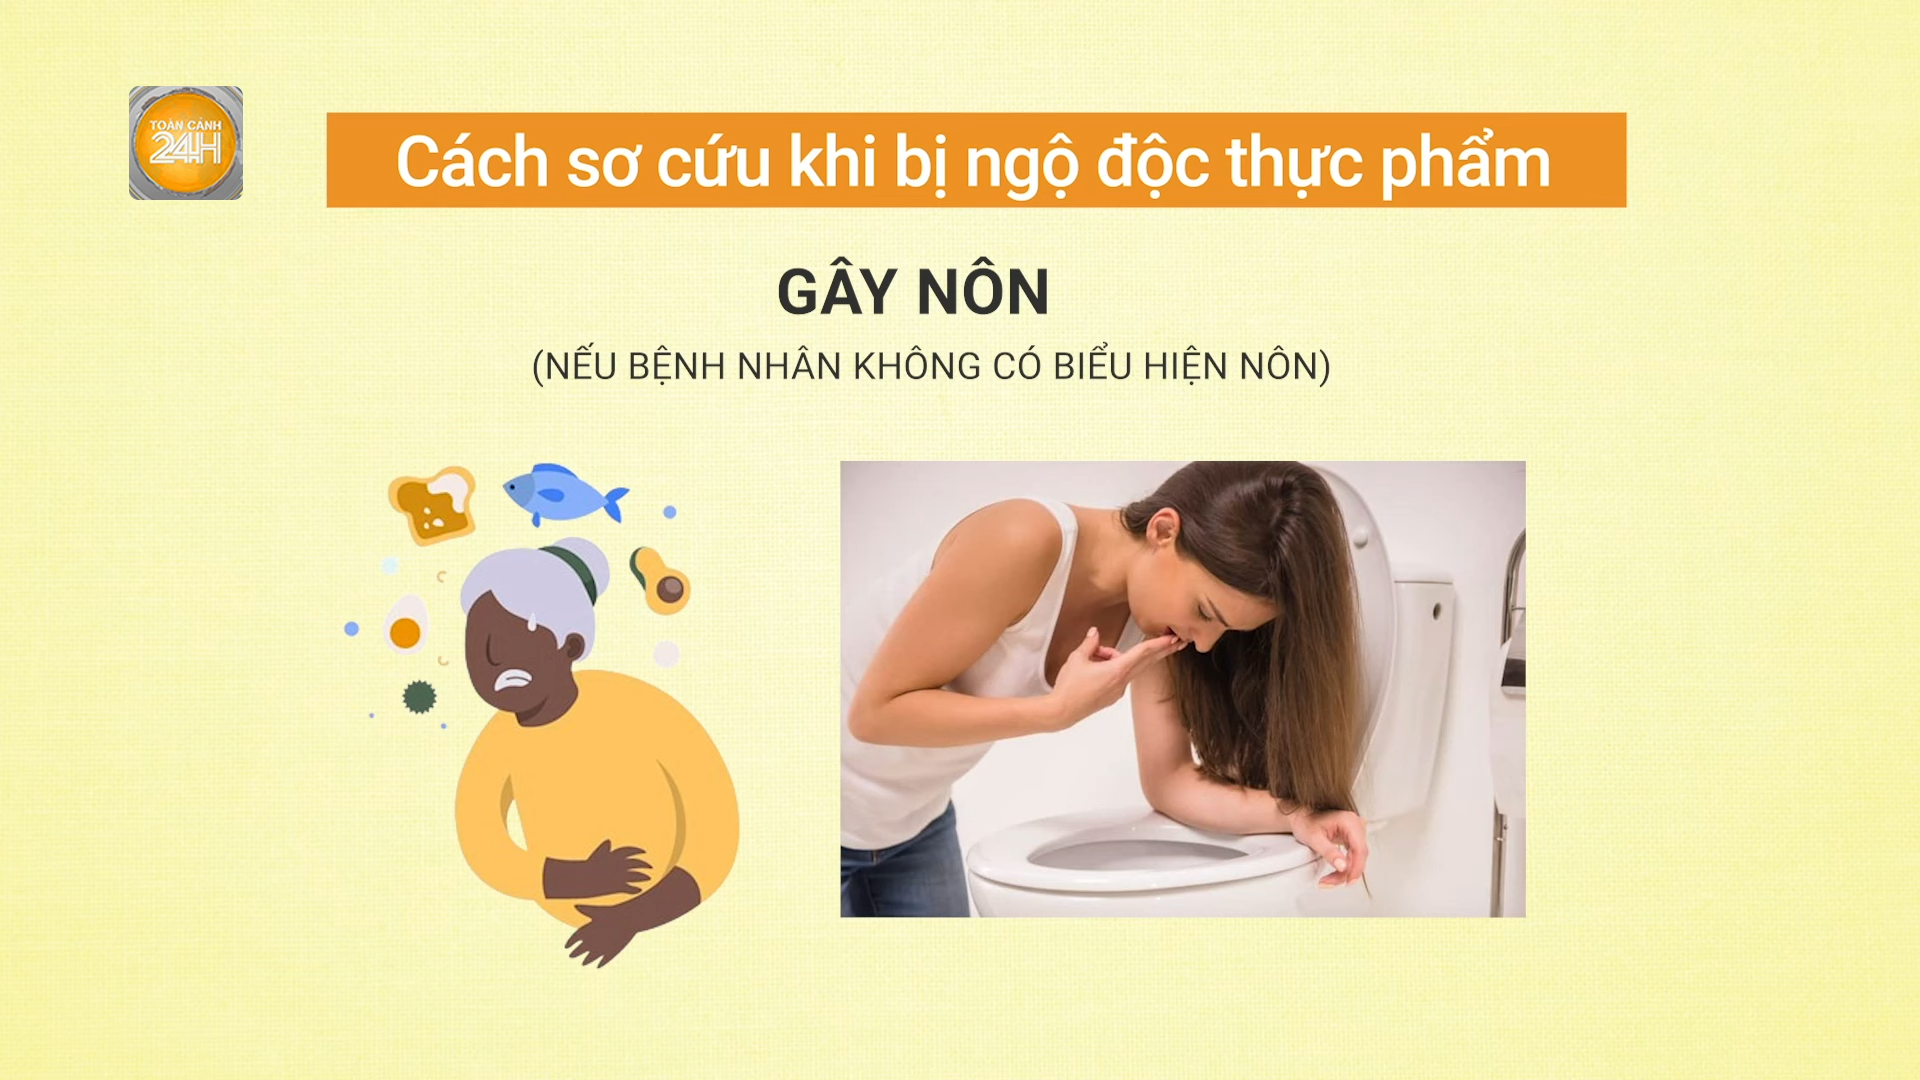 TOÀN CẢNH
24H
Cách sơ cứu khi bị ngộ độc thực phẩm
GÂY NÔN
(NẾU BỆNH NHÂN KHÔNG CÓ BIỂU HIỆN NÔN)